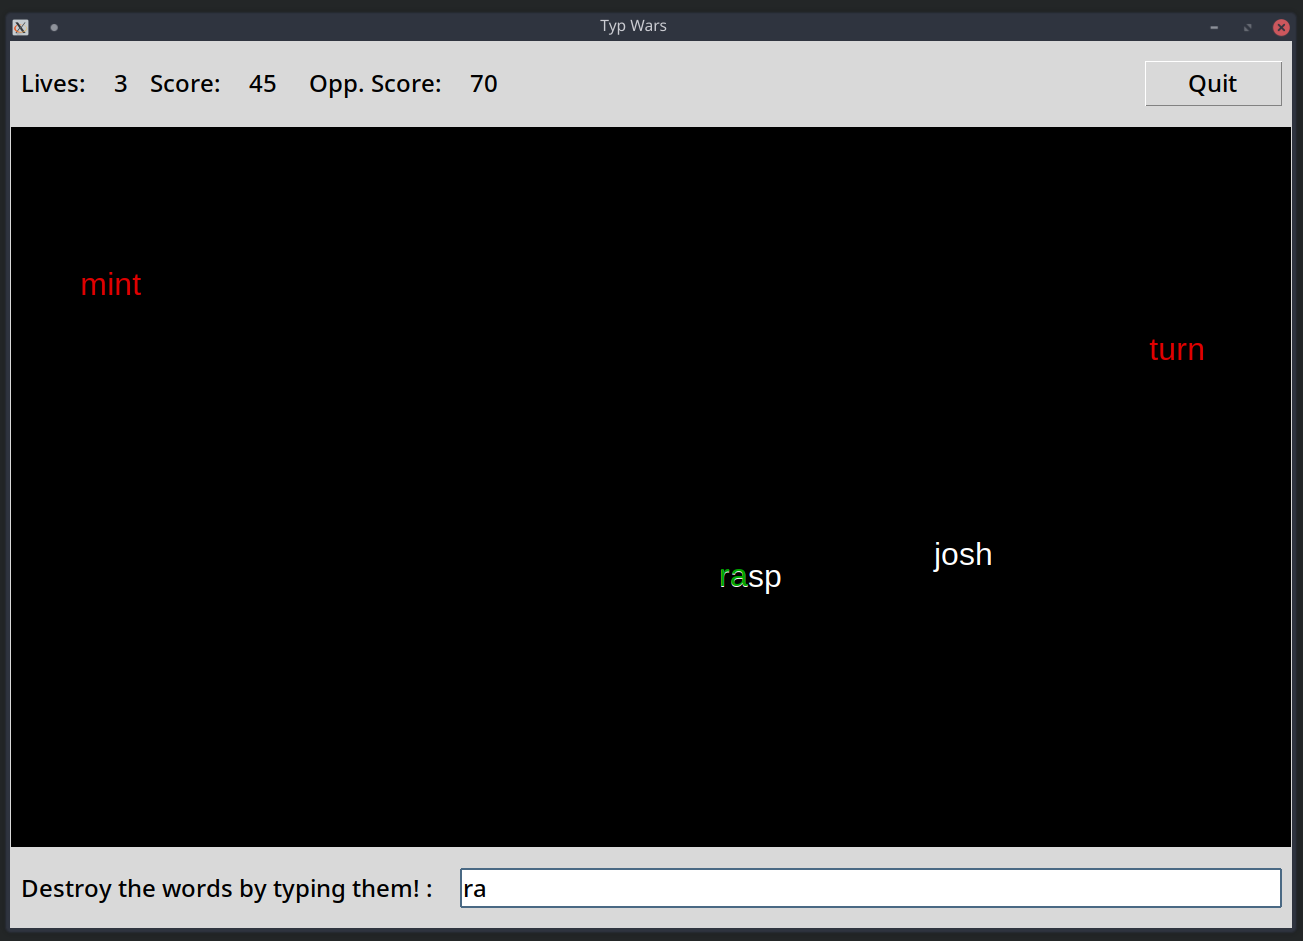 Typ Wars
Lives: 3 Score: 45 Opp. Score: 70 Quit
mint
turn
josh
rasp
Destroy the words by typing them! : ra